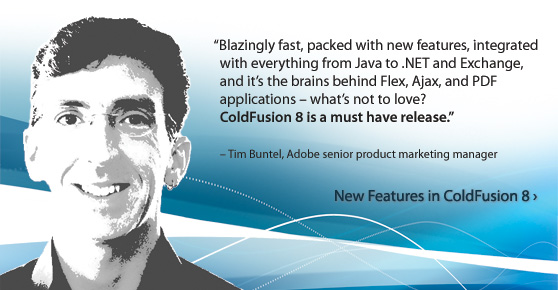 “Blazingly fast, packed with new features, integrated
with everything from Java to .NET and Exchange,
and it’s the brains behind Flex, Ajax, and PDF
applications – what’s not to love?
ColdFusion 8 is a must have release.”
– Tim Buntel, Adobe senior product marketing manager
New Features in ColdFusion 8 ›